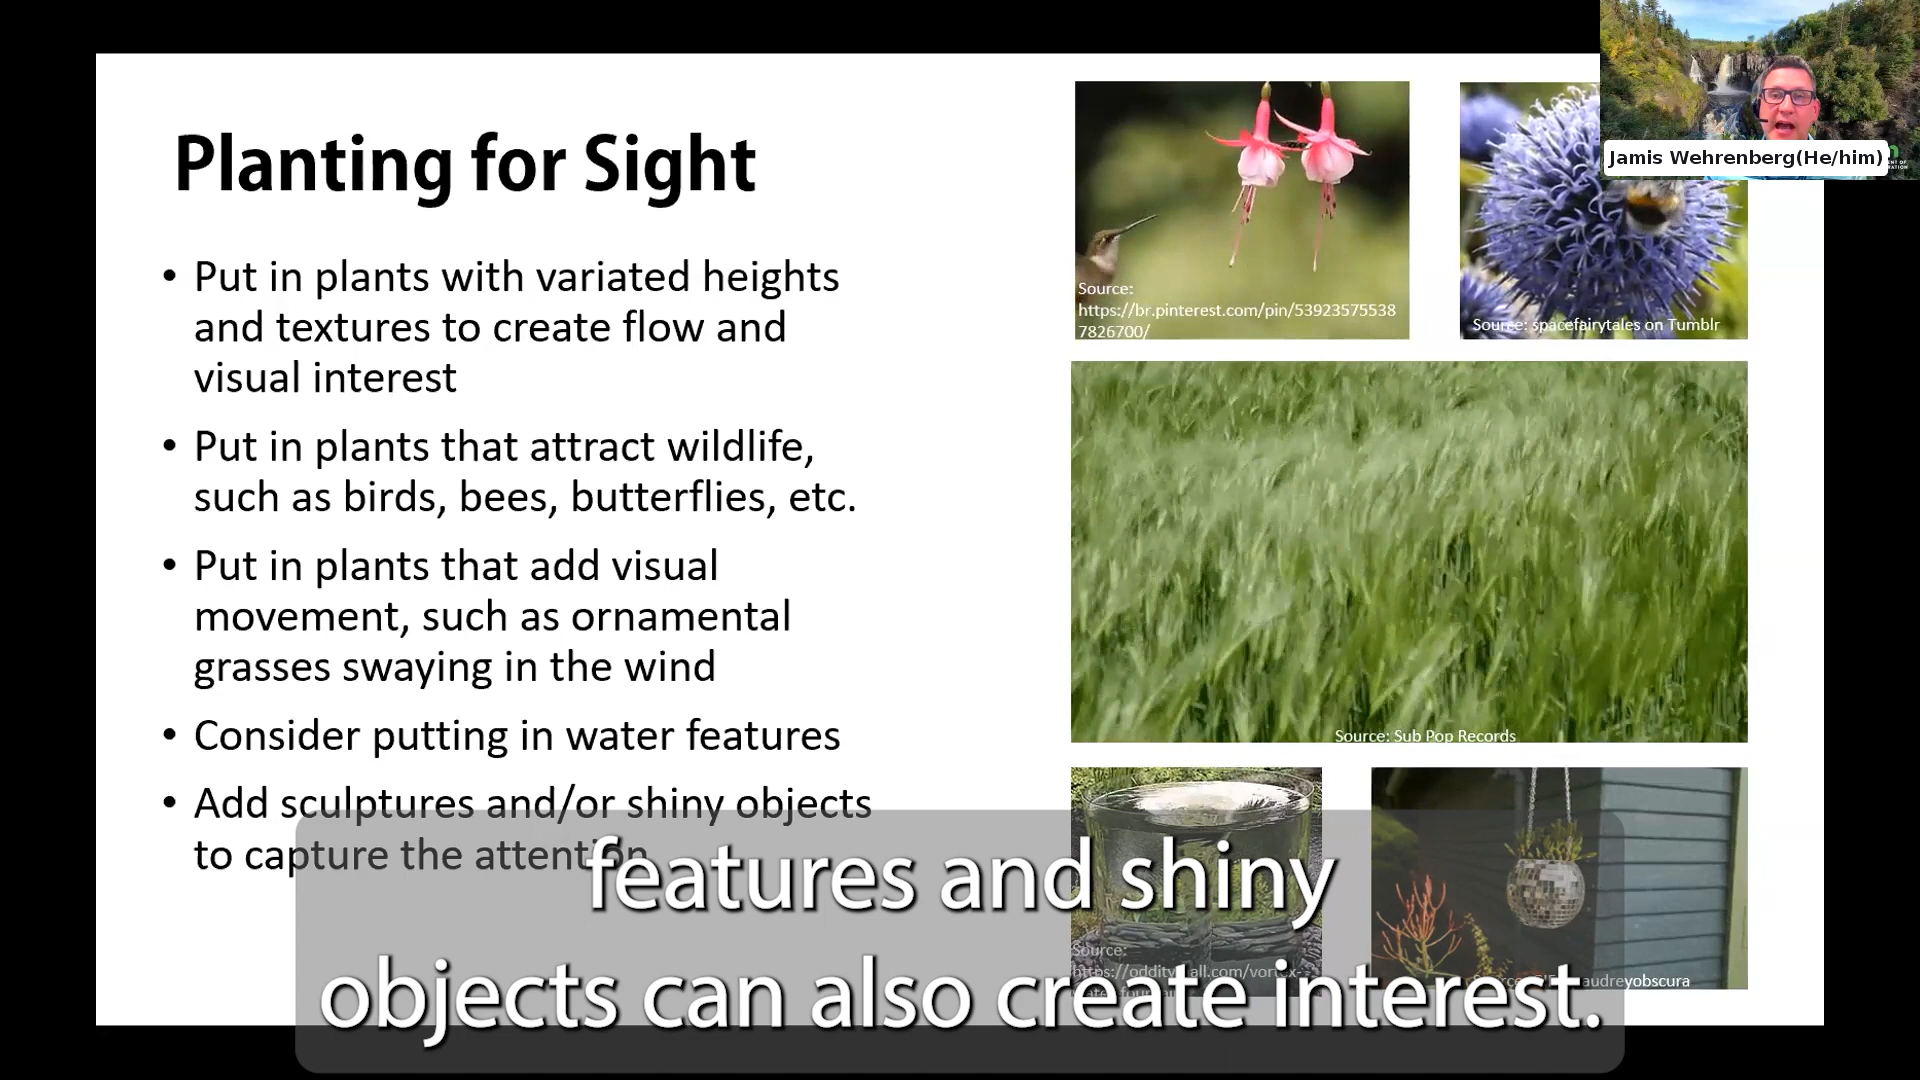 Planting for Sight
• Put in plants with variated heights
and textures to create flow and
visual interest
• Put in plants that attract wildlife,
such as birds, bees, butterflies, etc.
• Put in plants that add visual
movement, such as ornamental
grasses swaying in the wind
• Consider putting in water features
• Add sculptures and/or shiny objects
to capture the attention
Source:
https://br.pinterest.com/pin/53923575538
7826700/
Source: spacefairytales on Tumblr
Jamis Wehrenberg(He/him)
Source: Sub Pop Records
Source:
audreyobscura
features and shiny
objects can also create interest.